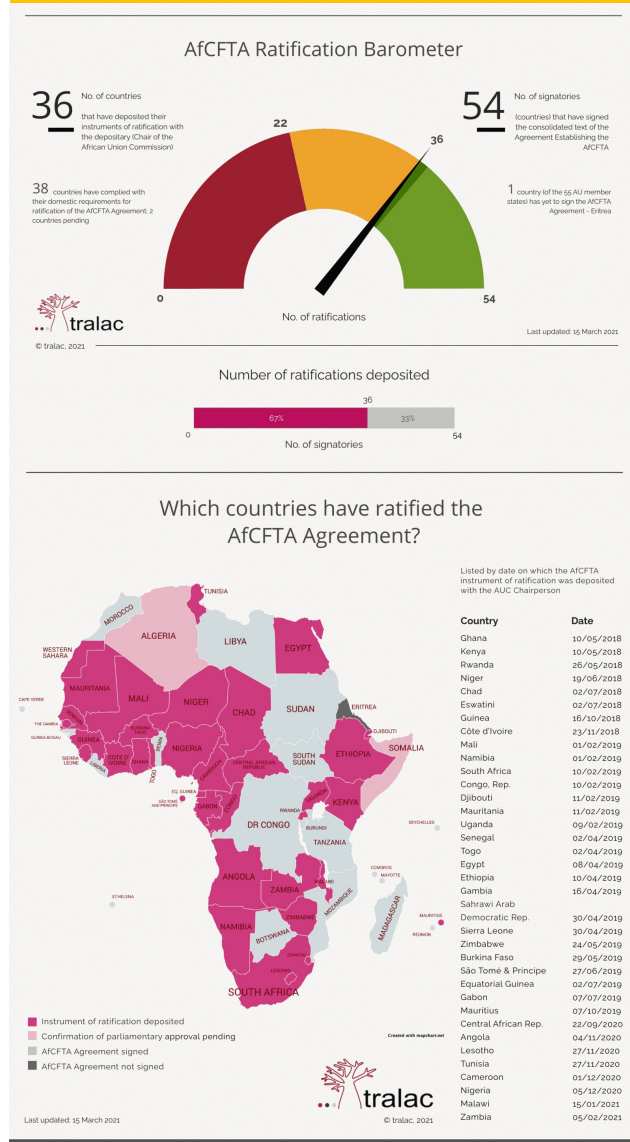 AfCFTA Ratification Barometer
36
No. of countries
that have deposited their
instruments of ratification with
the depositary (Chair of the
African Union Commission)
38 countries have complied with
their domestic requirements for
ratification of the AfCFTA Agreement; 2
countries pending
22
36
0
54
No. of ratifications
54
No. of signatories
(countries) that have signed
the consolidated text of the
Agreement Establishing the
AfCFTA
1 country (of the 55 AU member
states) has yet to sign the AfCFTA
Agreement - Eritrea
tralac
© tralac, 2021
Last updated: 15 March 2021
Number of ratifications deposited
36
67%
33%
0
54
No. of signatories
Which countries have ratified the
AfCFTA Agreement?
TUNISIA
MOROCCO
ALGERIA
LIBYA
EGYPT
WESTERN
SAHARA
MAURITANIA
MALI
NIGER
CHAD
SUDAN
ERITREA
CAPE VERDE
SENEGAL
THE GAMBIA
GUINEA-BISSAU
GUINEA
SIERRA
LEONE
LIBERIA
CÔTE D'
IVOIRE
BURKINA
FASO
GHANA
TOGO
BENIN
NIGERIA
CAMEROON
CENTRAL AFRICAN
REPUBLIC
SOUTH
SUDAN
ETHIOPIA
DJIBOUTI
SOMALIA
EQ. GUINEA
SÃO TOMÉ
AND PRÍNCIPE
GABON
CONGO
DR CONGO
UGANDA
KENYA
RWANDA
BURUNDI
TANZANIA
SEYCHELLES
COMOROS
MAYOTTE
ST HELENA
ANGOLA
ZAMBIA
MALAWI
MOZAMBIQUE
MADAGASCAR
MAURITIUS
RÉUNION
NAMIBIA
BOTSWANA
ZIMBABWE
ESWATINI
LESOTHO
SOUTH AFRICA
Instrument of ratification deposited
Confirmation of parliamentary approval pending
AfCFTA Agreement signed
AfCFTA Agreement not signed
Created with mapchart.net
tralac
Last updated: 15 March 2021
© tralac, 2021
Listed by date on which the AfCFTA
instrument of ratification was deposited
with the AUC Chairperson
Country Date
Ghana 10/05/2018
Kenya 10/05/2018
Rwanda 26/05/2018
Niger 19/06/2018
Chad 02/07/2018
Eswatini 02/07/2018
Guinea 16/10/2018
Côte d'Ivoire 23/11/2018
Mali 01/02/2019
Namibia 01/02/2019
South Africa 10/02/2019
Congo, Rep. 10/02/2019
Djibouti 11/02/2019
Mauritania 11/02/2019
Uganda 09/02/2019
Senegal 02/04/2019
Togo 02/04/2019
Egypt 08/04/2019
Ethiopia 10/04/2019
Gambia 16/04/2019
Sahrawi Arab
Democratic Rep. 30/04/2019
Sierra Leone 30/04/2019
Zimbabwe 24/05/2019
Burkina Faso 29/05/2019
São Tomé & Príncipe 27/06/2019
Equatorial Guinea 02/07/2019
Gabon 07/07/2019
Mauritius 07/10/2019
Central African Rep. 22/09/2020
Angola 04/11/2020
Lesotho 27/11/2020
Tunisia 27/11/2020
Cameroon 01/12/2020
Nigeria 05/12/2020
Malawi 15/01/2021
Zambia 05/02/2021